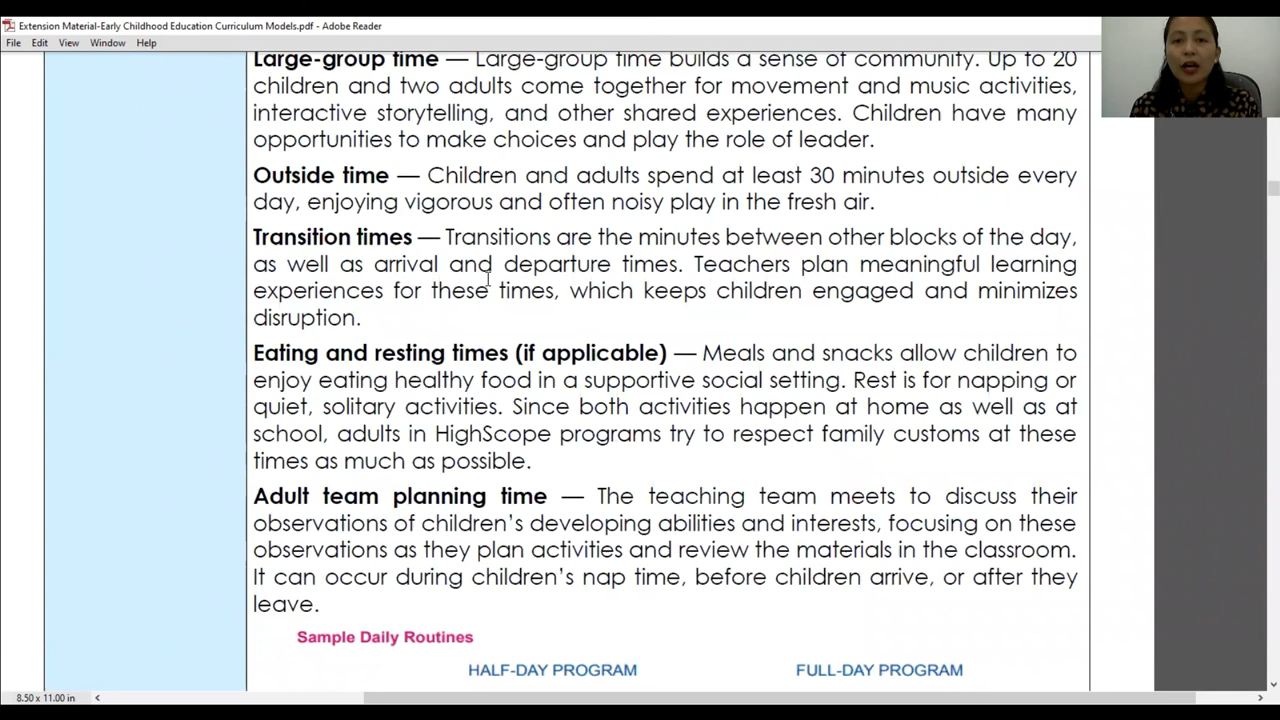 Extension Material-Early Childhood Education Curriculum Models.pdf - Adobe Reader
File Edit View Window Help
Large-group time — Large-group time builds a sense of community. Up to 20
children and two adults come together for movement and music activities,
interactive storytelling, and other shared experiences. Children have many
opportunities to make choices and play the role of leader.
Outside time — Children and adults spend at least 30 minutes outside every
day, enjoying vigorous and often noisy play in the fresh air.
Transition times — Transitions are the minutes between other blocks of the day,
as well as arrival and departure times. Teachers plan meaningful learning
experiences for these times, which keeps children engaged and minimizes
disruption.
Eating and resting times (if applicable) — Meals and snacks allow children to
enjoy eating healthy food in a supportive social setting. Rest is for napping or
quiet, solitary activities. Since both activities happen at home as well as at
school, adults in HighScope programs try to respect family customs at these
times as much as possible.
Adult team planning time — The teaching team meets to discuss their
observations of children’s developing abilities and interests, focusing on these
observations as they plan activities and review the materials in the classroom.
It can occur during children’s nap time, before children arrive, or after they
leave.
Sample Daily Routines
HALF-DAY PROGRAM FULL-DAY PROGRAM
8.50 x 11.00 in